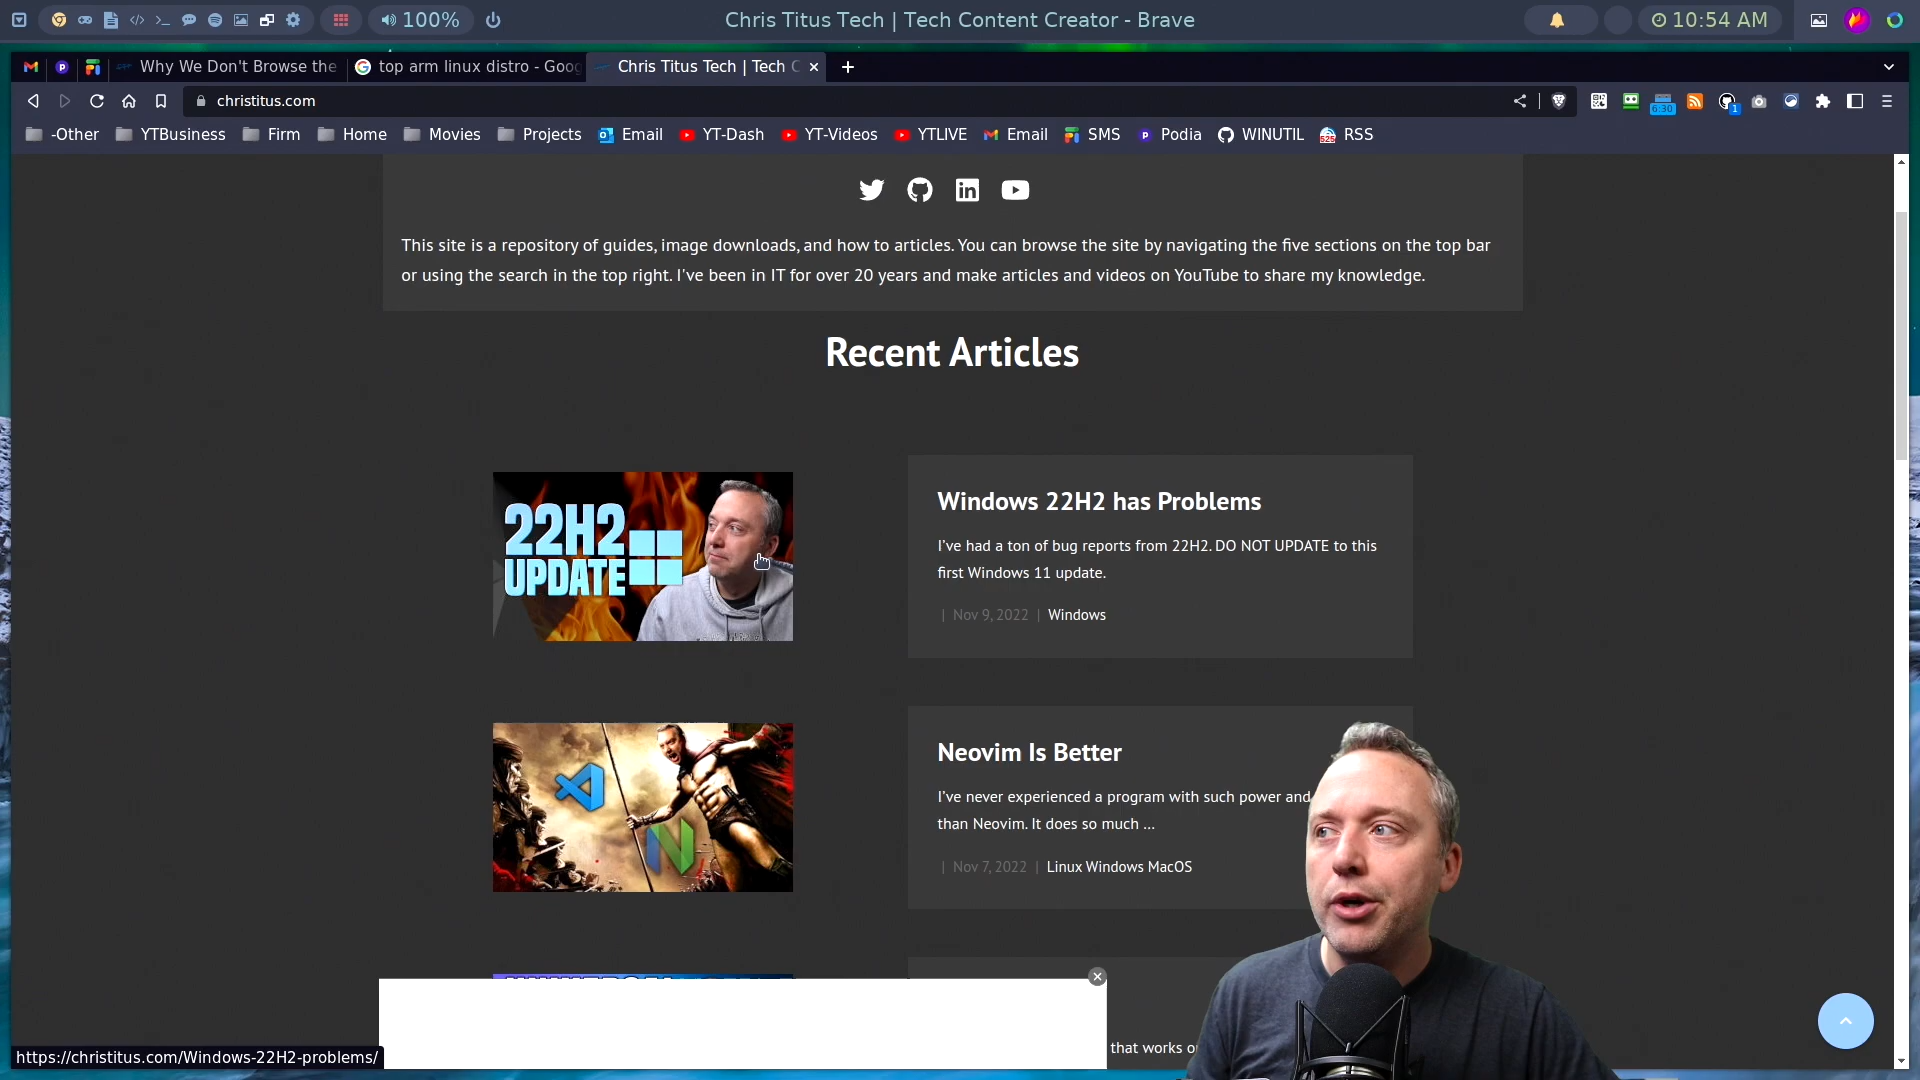 100%
Chris Titus Tech | Tech Content Creator - Brave
10:54 AM
Why We Don't Browse the
top arm linux distro - Goog
Chris Titus Tech | Tech C
christitus.com
6:30
1
-Other
YTBusiness
Firm
Home
Movies
Projects
Email
YT-Dash
YT-Videos
YTLIVE
Email
SMS
Podia
WINUTIL
RSS
This site is a repository of guides, image downloads, and how to articles. You can browse the site by navigating the five sections on the top bar
or using the search in the top right. I've been in IT for over 20 years and make articles and videos on YouTube to share my knowledge.
Recent Articles
22H2
UPDATE
Windows 22H2 has Problems
I've had a ton of bug reports from 22H2. DO NOT UPDATE to this
first Windows 11 update.
| Nov 9, 2022 | Windows
Neovim Is Better
I've never experienced a program with such power and
than Neovim. It does so much ...
| Nov 7, 2022 | Linux Windows MacOS
that works
https://christitus.com/Windows-22H2-problems/